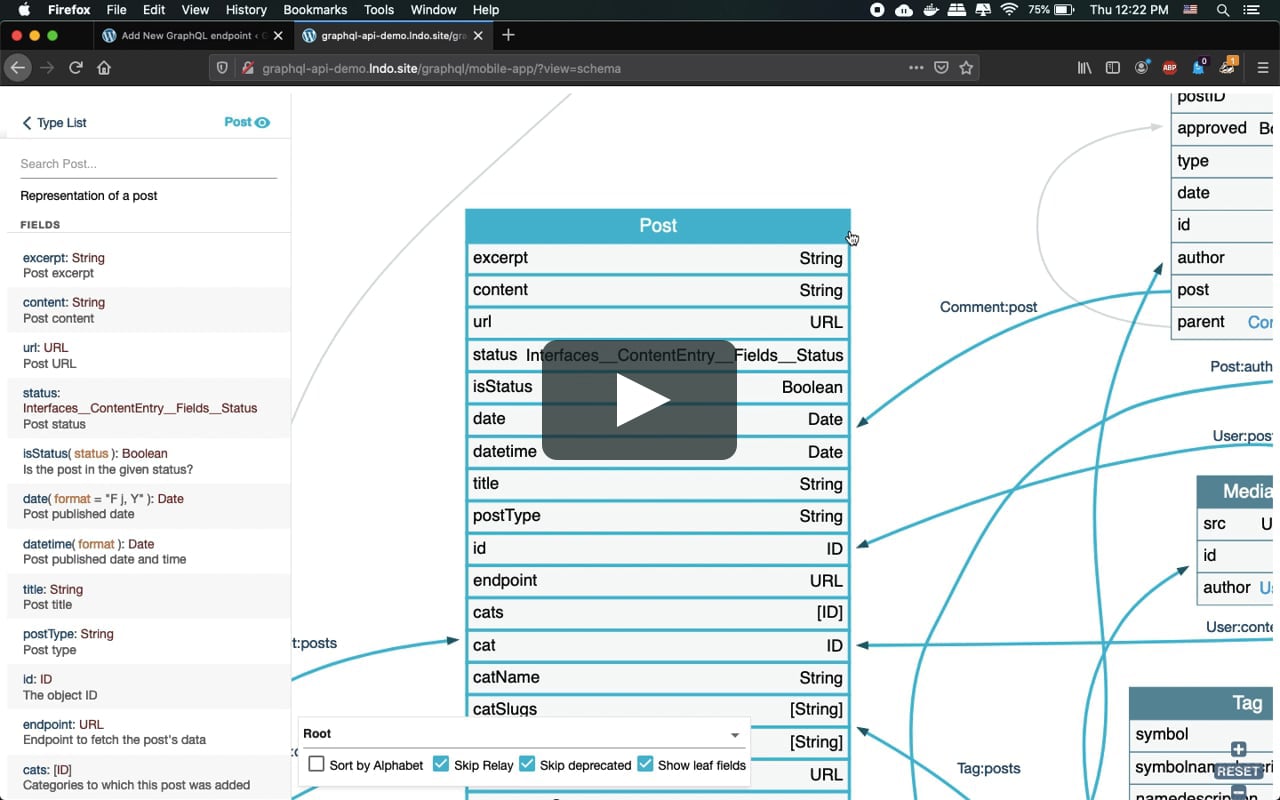 Firefox File Edit View History Bookmarks Tools Window Help 75% Thu 12:22 PM
Add New GraphQL endpoint ‹ G
graphql-api-demo.lndo.site/gra
graphql-api-demo.lndo.site/graphql/mobile-app/?view=schema
ABP 0 1
Type List Post
Search Post...
Representation of a post
FIELDS
excerpt: String
Post excerpt
content: String
Post content
url: URL
Post URL
status:
Interfaces__ContentEntry__Fields__Status
Post status
isStatus( status ): Boolean
Is the post in the given status?
date( format = "F j, Y" ): Date
Post published date
datetime( format ): Date
Post published date and time
title: String
Post title
postType: String
Post type
id: ID
The object ID
endpoint: URL
Endpoint to fetch the post's data
cats: [ID]
Categories to which this post was added
t:posts
Post
excerpt String
content String
url URL
status Interfaces__ContentEntry__Fields__Status
isStatus Boolean
date Date
datetime Date
title String
postType String
id ID
endpoint URL
cats [ID]
cat ID
catName String
catSlugs [String]
[String]
URL
Root
Sort by Alphabet Skip Relay Skip deprecated Show leaf fields
Comment:post
postID
approved Bo
type
date
id
author
post
parent Cor
Post:auth
User:pos
Media
src U
id
author Us
User:conte
Tag
symbol
symbolnam
namedescription
Tag:posts
RESET